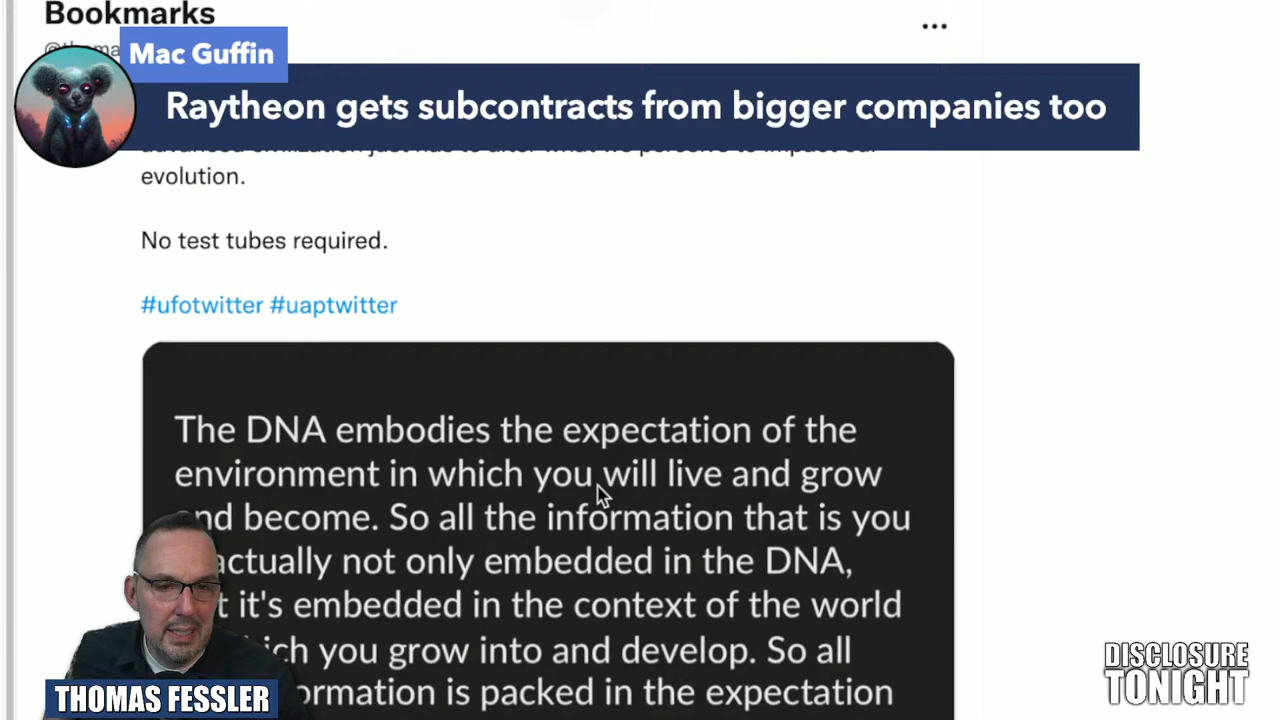 Bookmarks
Mac Guffin
Raytheon gets subcontracts from bigger companies too
evolution.
No test tubes required.
#ufotwitter #uaptwitter
The DNA embodies the expectation of the
environment in which you will live and grow
and become. So all the information that is you
actually not only embedded in the DNA,
it's embedded in the context of the world
which you grow into and develop. So all
information is packed in the expectation
THOMAS FESSLER
DISCLOSURE
TONIGHT